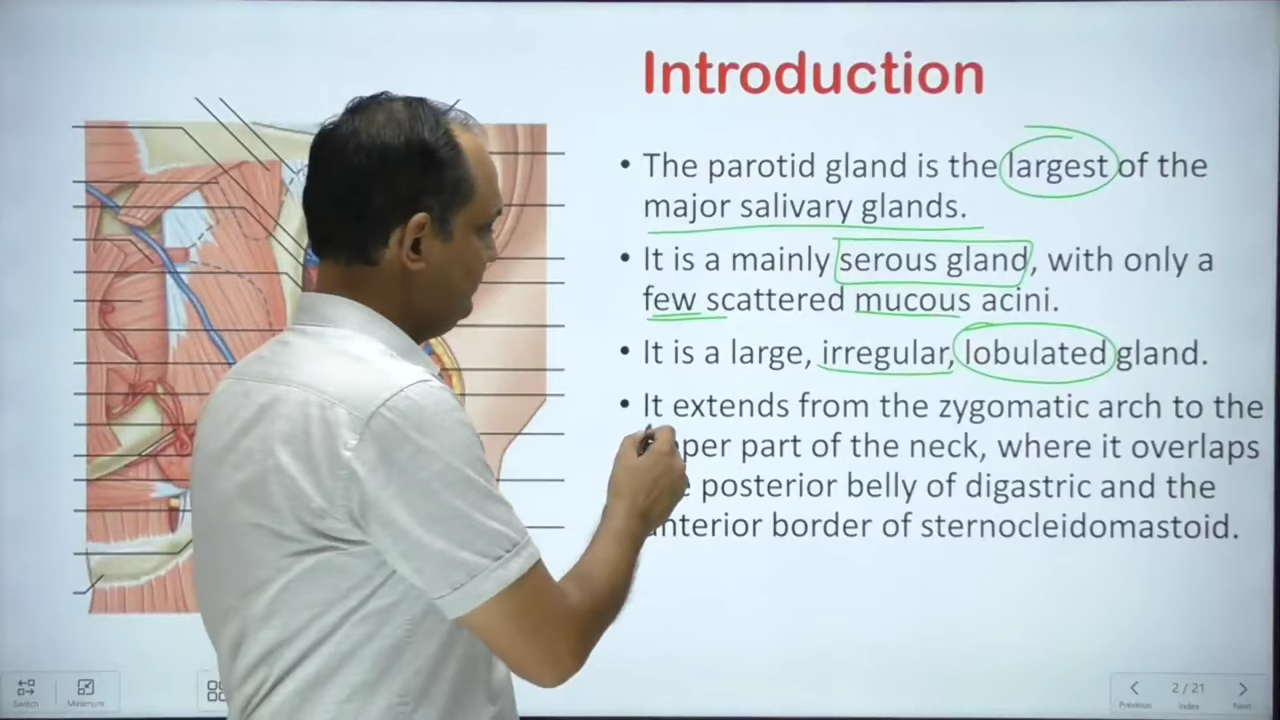 Introduction
• The parotid gland is the largest of the
major salivary glands.
• It is a mainly serous gland, with only a
few scattered mucous acini.
• It is a large, irregular, lobulated gland.
• It extends from the zygomatic arch to the
part of the neck, where it overlaps
posterior belly of digastric and the
anterior border of sternocleidomastoid.
Switch
Minimum
2 / 21
Previous
Index
Next